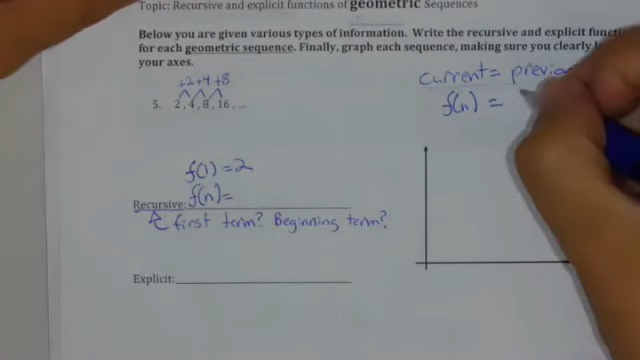 Topic: Recursive and explicit functions of geometric Sequences
Below you are given various types of information. Write the recursive and explicit
for each geometric sequence. Finally, graph each sequence, making sure you clearly
your axes.
+2 +4 +8
current = 
5. 2, 4, 8, 16, ...
f(n) =
f(1) = 2
f(n) =
Recursive:
first term? Beginning term?
Explicit: